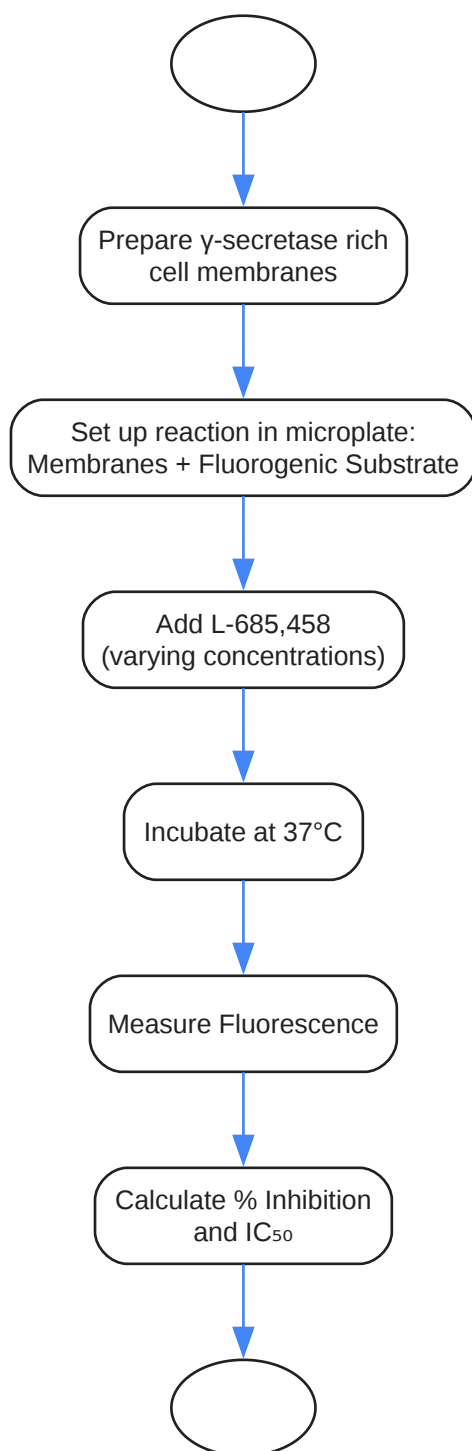 Prepare γ-secretase rich
cell membranes
Set up reaction in microplate:
Membranes + Fluorogenic Substrate
Add L-685,458
(varying concentrations)
Incubate at 37°C
Measure Fluorescence
Calculate % Inhibition
and IC₅₀